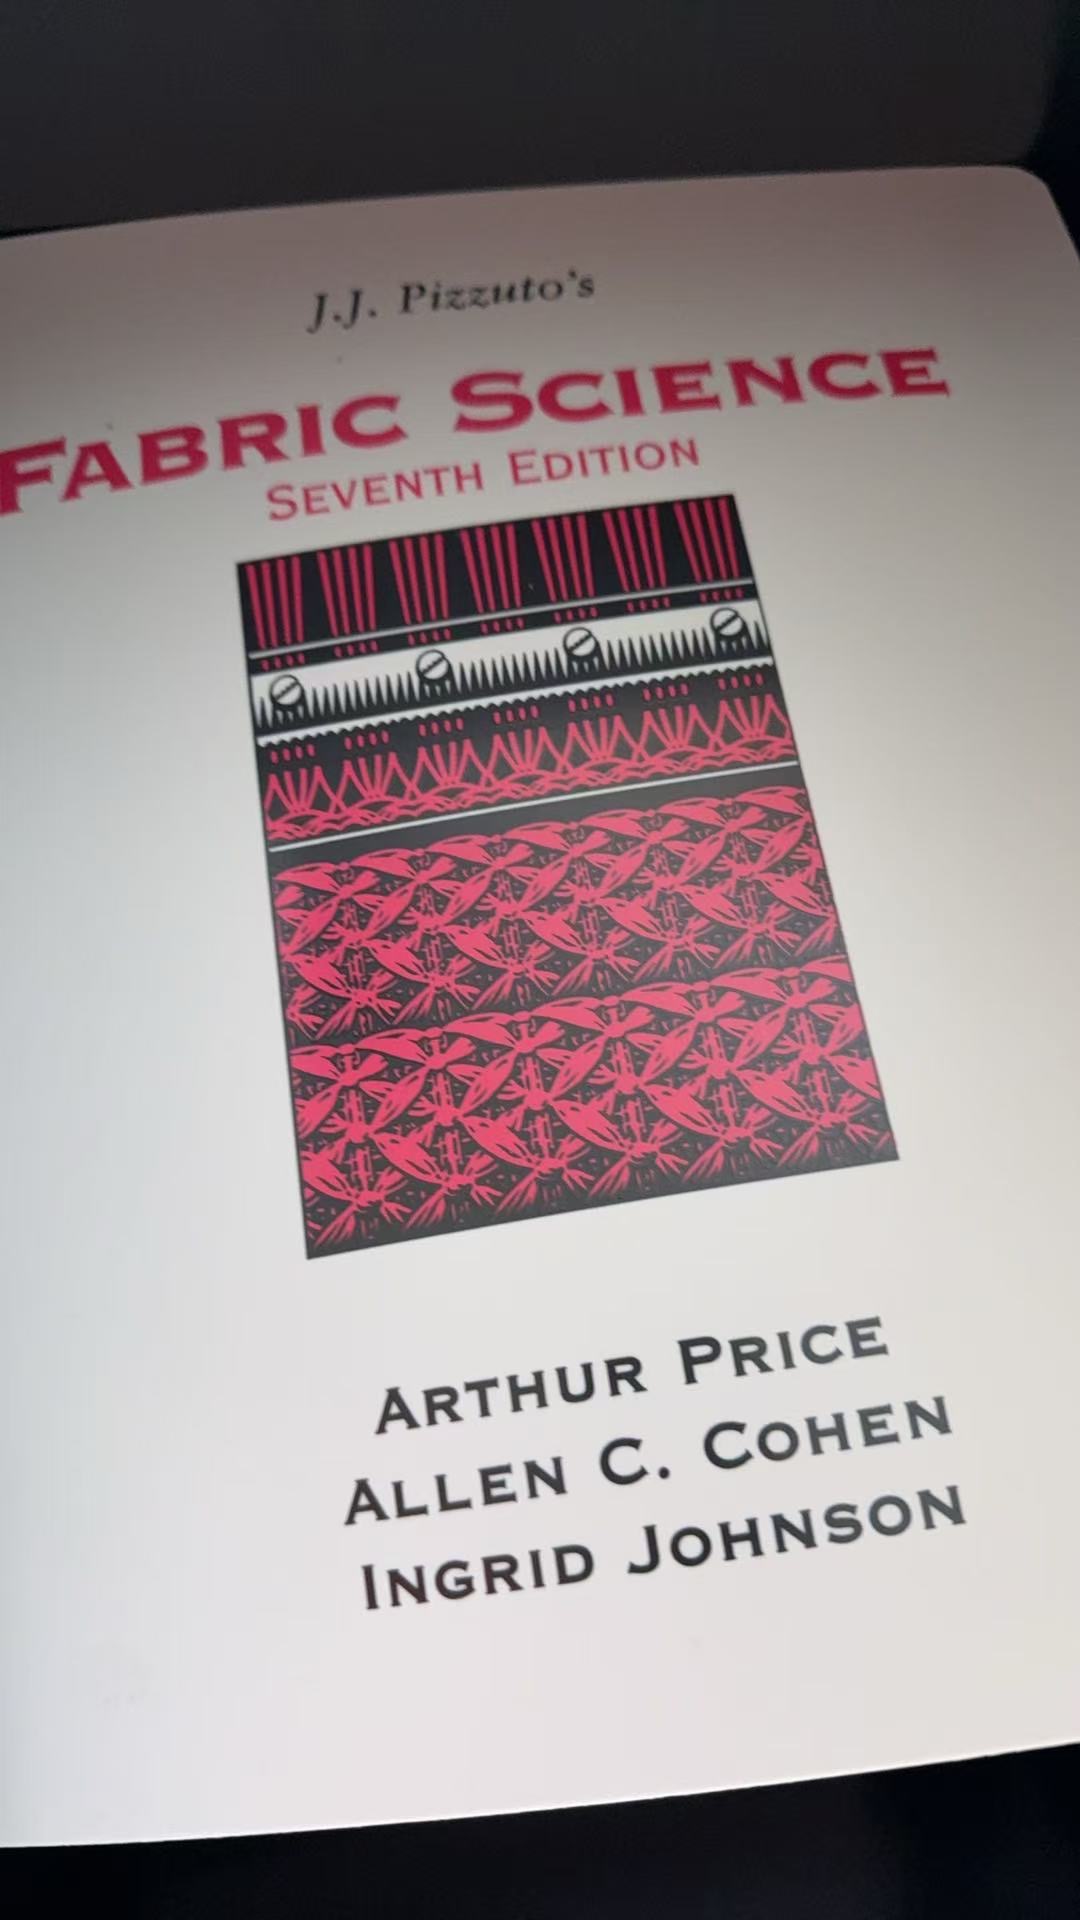 J.J. Pizzuto's
FABRIC SCIENCE
SEVENTH EDITION
ARTHUR PRICE
ALLEN C. COHEN
INGRID JOHNSON